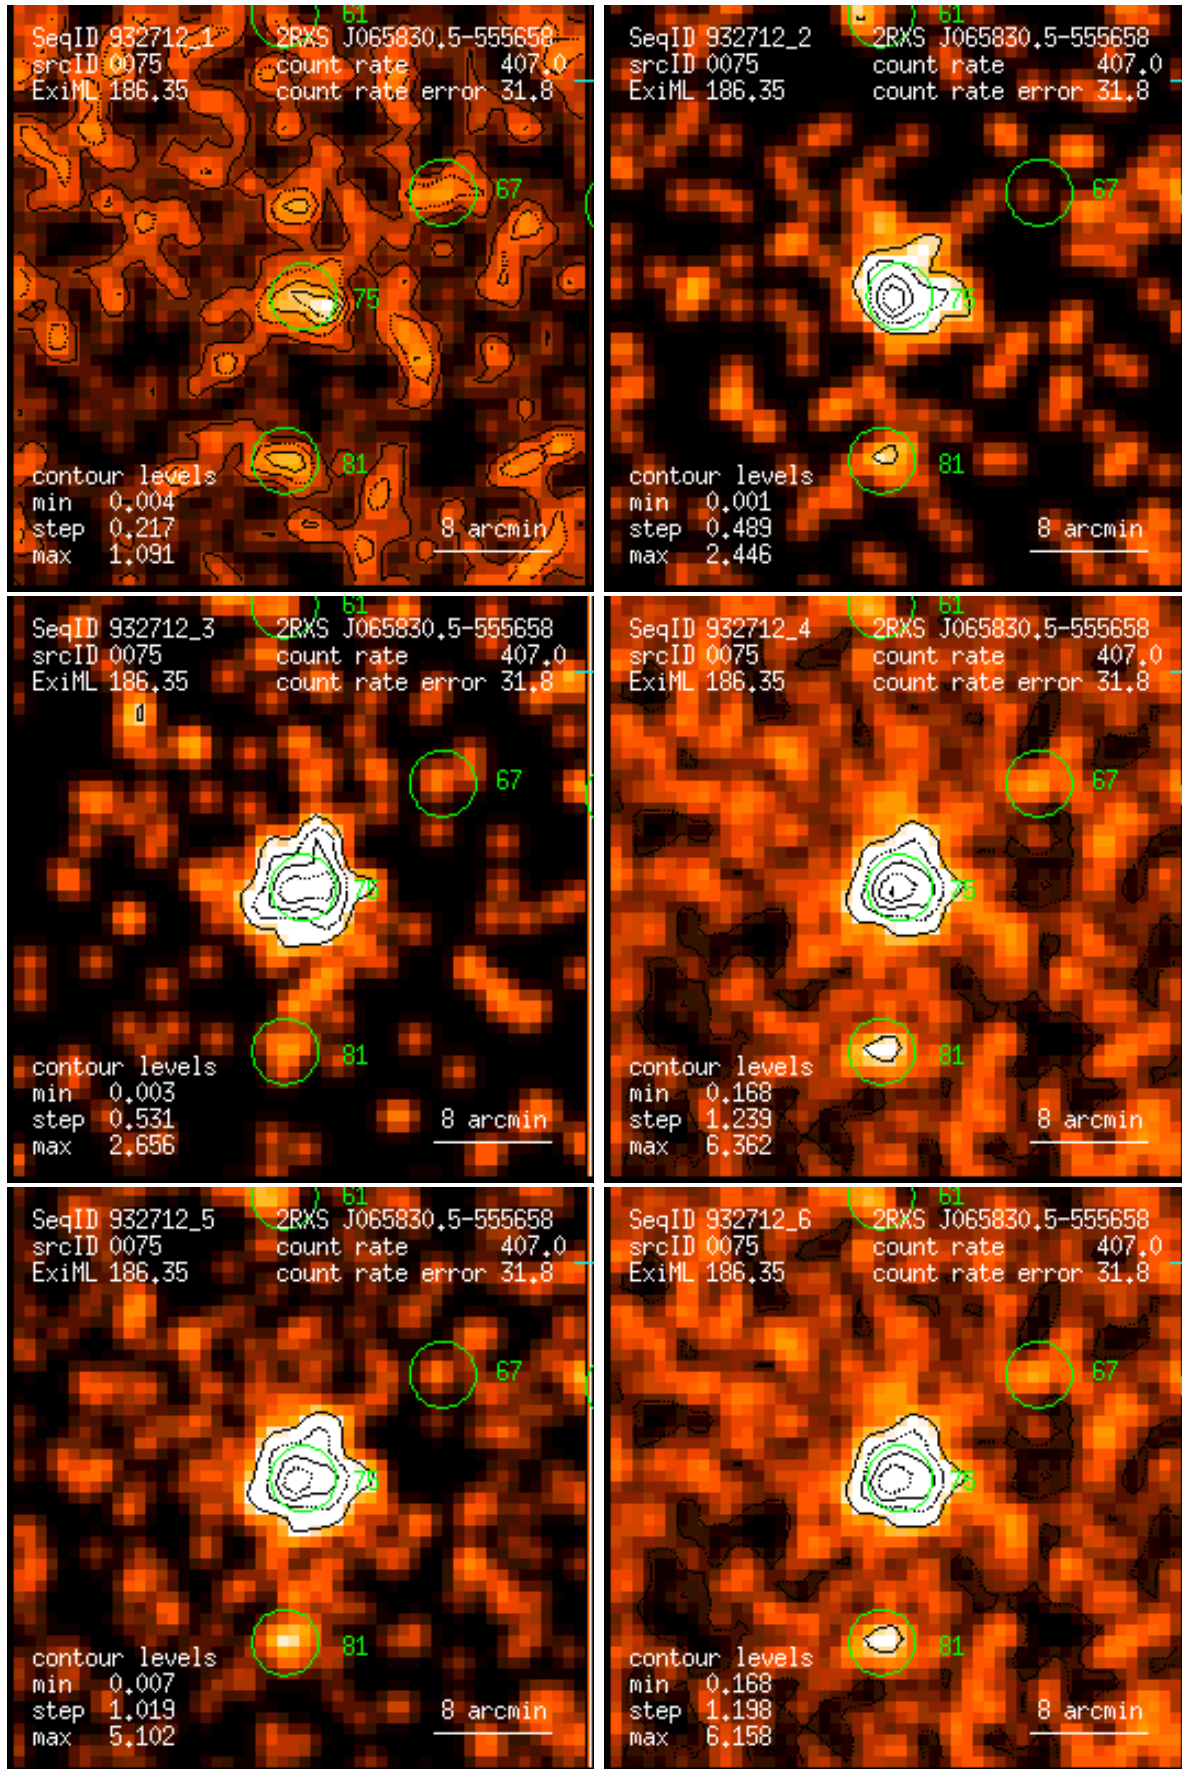 61
SeqID 932712_1 2RXS J065830.5-555658
srcID 0075 count rate 407.0
ExiML 186.35 count rate error 31.8
67
75
81
contour levels
min 0.004
step 0.217 8 arcmin
max 1.091
61
SeqID 932712_2 2RXS J065830.5-555658
srcID 0075 count rate 407.0
ExiML 186.35 count rate error 31.8
67
75
81
contour levels
min 0.001
step 0.489 8 arcmin
max 2.446
61
SeqID 932712_3 2RXS J065830.5-555658
srcID 0075 count rate 407.0
ExiML 186.35 count rate error 31.8
67
75
81
contour levels
min 0.003
step 0.531 8 arcmin
max 2.656
61
SeqID 932712_4 2RXS J065830.5-555658
srcID 0075 count rate 407.0
ExiML 186.35 count rate error 31.8
67
75
81
contour levels
min 0.168
step 1.239 8 arcmin
max 6.362
61
SeqID 932712_5 2RXS J065830.5-555658
srcID 0075 count rate 407.0
ExiML 186.35 count rate error 31.8
67
75
81
contour levels
min 0.007
step 1.019 8 arcmin
max 5.102
61
SeqID 932712_6 2RXS J065830.5-555658
srcID 0075 count rate 407.0
ExiML 186.35 count rate error 31.8
67
75
81
contour levels
min 0.168
step 1.198 8 arcmin
max 6.158